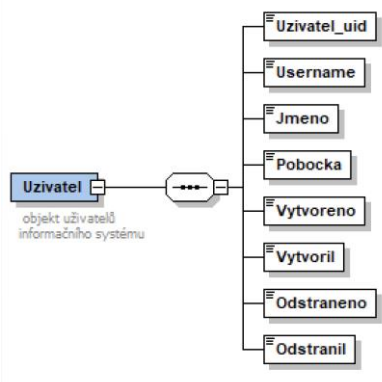 Uzivatel_uid
Username
Jmeno
Pobocka
Uzivatel
Vytvoreno
objekt uživatelů
informačního systému
Vytvoril
Odstraneno
Odstranil